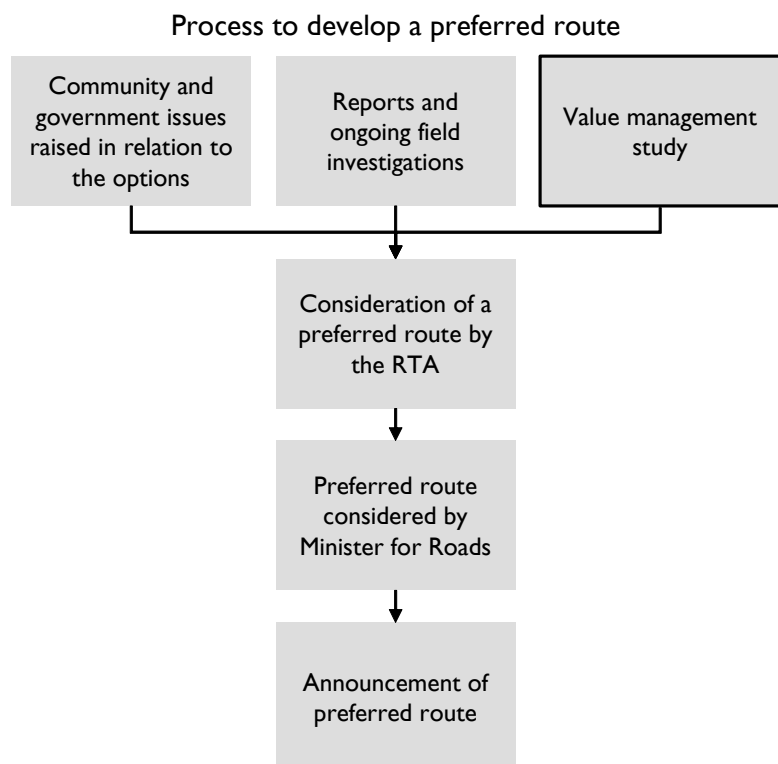 Process to develop a preferred route
Community and
government issues
raised in relation to
the options
Reports and
ongoing field
investigations
Value management
study
Consideration of a
preferred route by
the RTA
Preferred route
considered by
Minister for Roads
Announcement of
preferred route